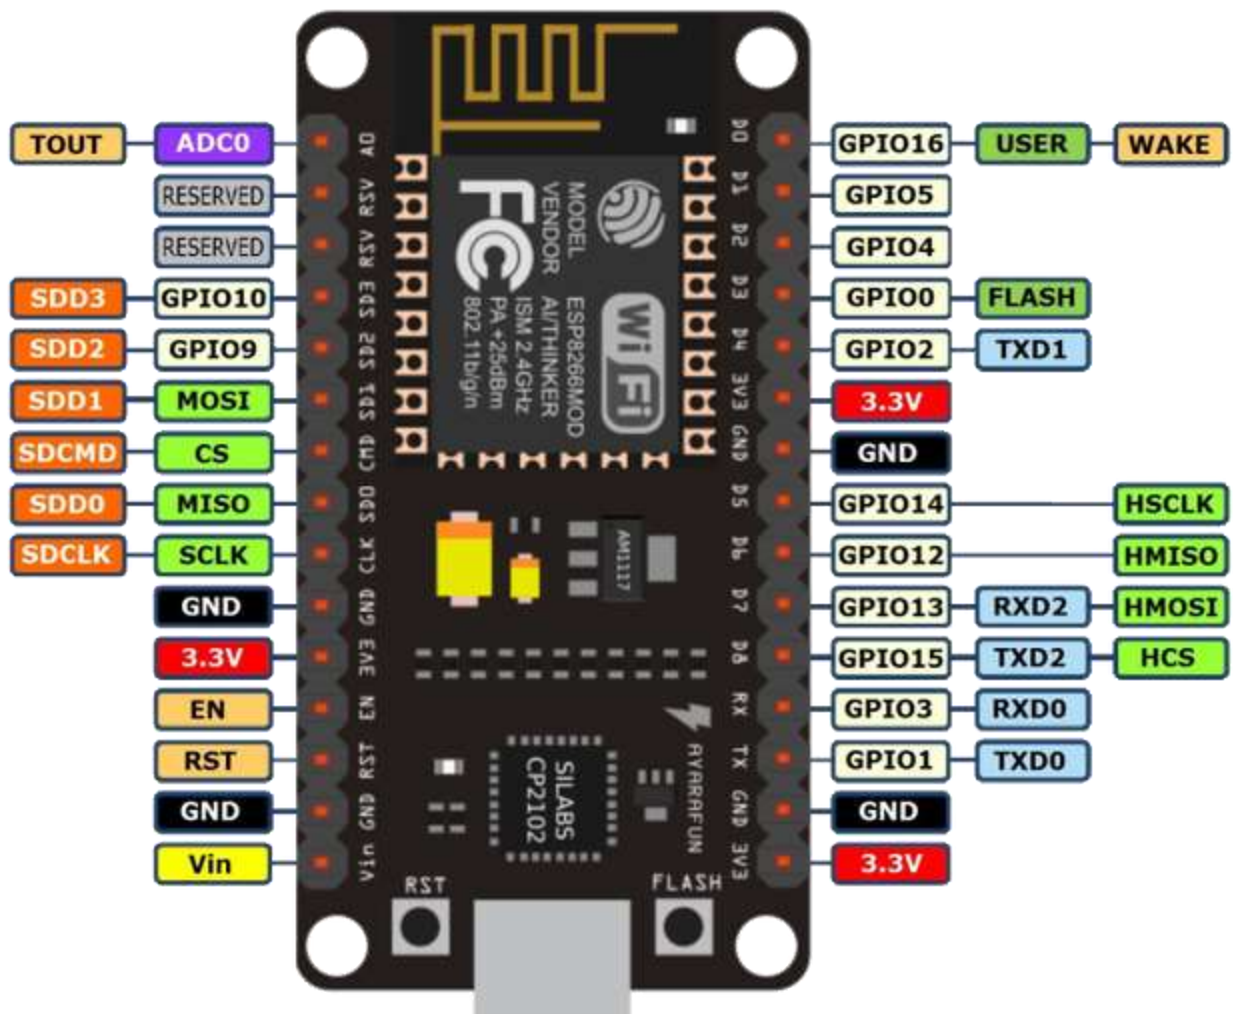 TOUT ADC0 A0
RESERVED RSV
RESERVED RSV
SDD3 GPIO10 SD3
SDD2 GPIO9 SD2
SDD1 MOSI SD1
SDCMD CS CMD
SDD0 MISO SD0
SDCLK SCLK CLK
GND GND
3.3V 3V3
EN EN
RST RST
GND GND
Vin Vin
MODEL
VENDOR
FC
ESP8266MOD
AI/THINKER
ISM 2.4GHz
PA +25dBm
802.11b/g/n
Wi Fi
AM1117
SILABS
CP2102
AYARAFUN
RST
FLASH
D0 GPIO16 USER WAKE
D1 GPIO5
D2 GPIO4
D3 GPIO0 FLASH
D4 GPIO2 TXD1
3V3 3.3V
GND GND
D5 GPIO14 HSCLK
D6 GPIO12 HMISO
D7 GPIO13 RXD2 HMOSI
D8 GPIO15 TXD2 HCS
RX GPIO3 RXD0
TX GPIO1 TXD0
GND GND
3V3 3.3V